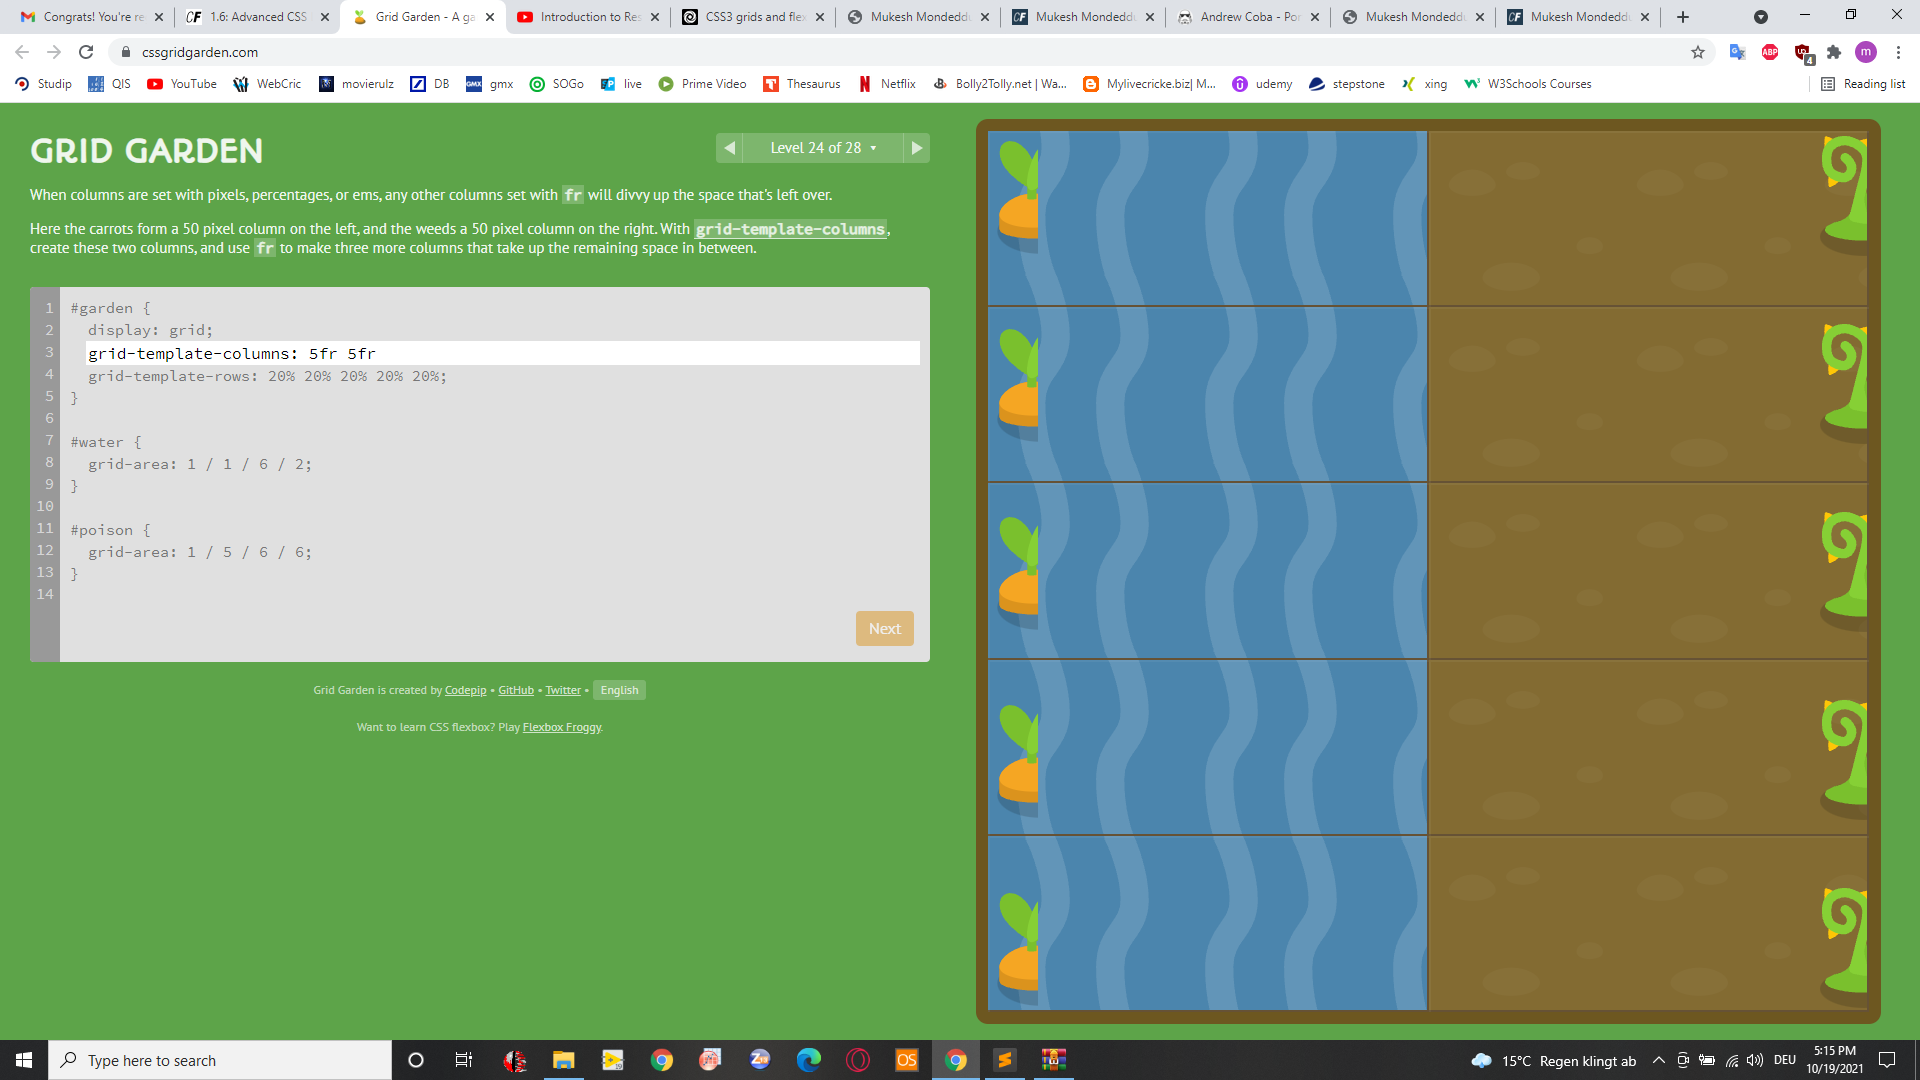 Congrats! You're re
1.6: Advanced CSS
Grid Garden - A ga
Introduction to Res
CSS3 grids and flex
Mukesh Mondeddu
Mukesh Mondeddu
Andrew Coba - Por
Mukesh Mondeddu
Mukesh Mondeddu
cssgridgarden.com
ABP
4
m
Studip
QIS
YouTube
WebCric
movierulz
DB
gmx
SOGo
live
Prime Video
Thesaurus
Netflix
Bolly2Tolly.net | Wa...
Mylivecricke.biz| M...
udemy
stepstone
xing
W3Schools Courses
Reading list
GRID GARDEN
Level 24 of 28
When columns are set with pixels, percentages, or ems, any other columns set with fr will divvy up the space that's left over.
Here the carrots form a 50 pixel column on the left, and the weeds a 50 pixel column on the right. With grid-template-columns,
create these two columns, and use fr to make three more columns that take up the remaining space in between.
1 #garden {
2 display: grid;
3 grid-template-columns: 5fr 5fr
4 grid-template-rows: 20% 20% 20% 20% 20%;
5 }
6
7 #water {
8 grid-area: 1 / 1 / 6 / 2;
9 }
10
11 #poison {
12 grid-area: 1 / 5 / 6 / 6;
13 }
14
Next
Grid Garden is created by Codepip • GitHub • Twitter • English
Want to learn CSS flexbox? Play Flexbox Froggy.
Type here to search
OS
15°C Regen klingt ab
DEU
5:15 PM
10/19/2021